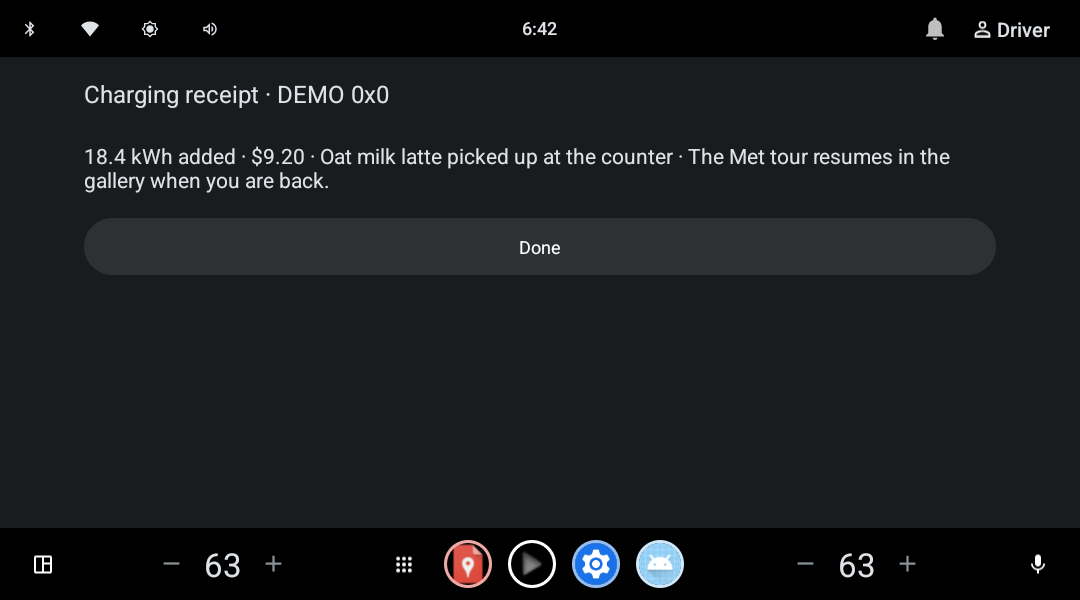 6:42
Driver
Charging receipt · DEMO 0x0
18.4 kWh added · $9.20 · Oat milk latte picked up at the counter · The Met tour resumes in the
gallery when you are back.
Done
63
63